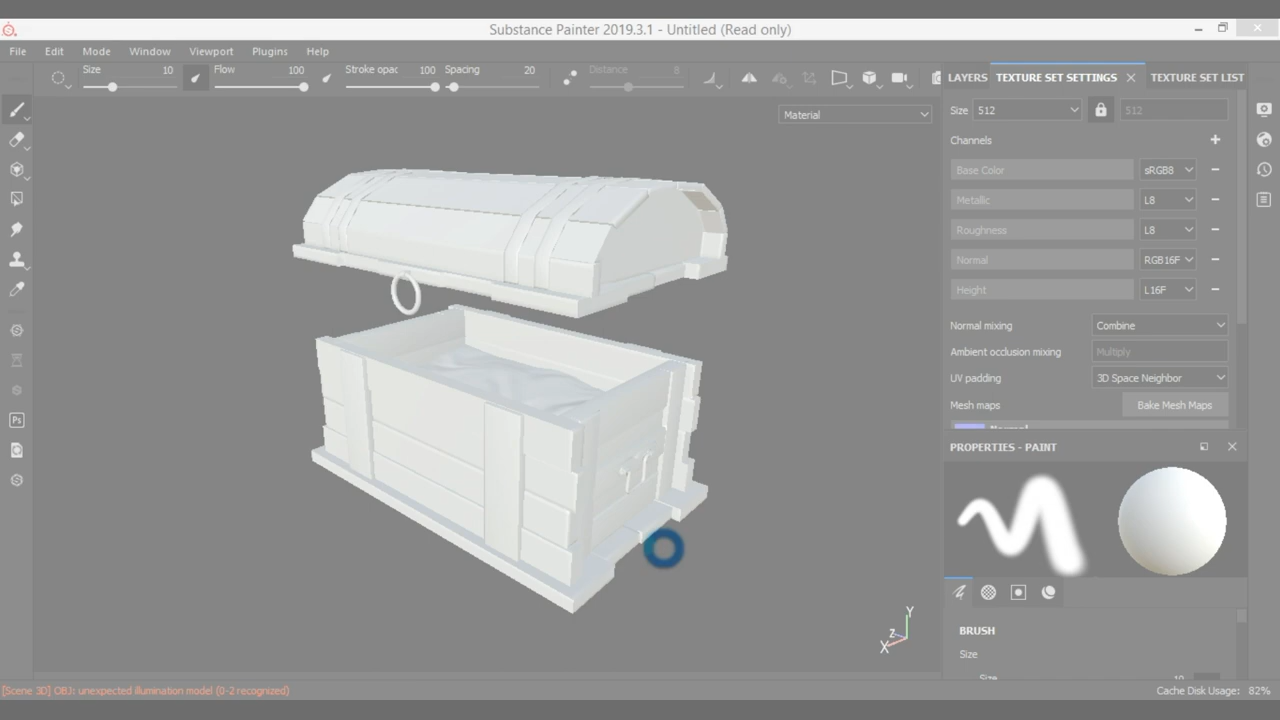 Substance Painter 2019.3.1 - Untitled (Read only)
File Edit Mode Window Viewport Plugins Help
Size 10 Flow 100 Stroke opac 100 Spacing 20 Distance 8
LAYERS TEXTURE SET SETTINGS TEXTURE SET LIST
Material
Size 512 512
Channels
Base Color sRGB8
Metallic L8
Roughness L8
Normal RGB16F
Height L16F
Normal mixing Combine
Ambient occlusion mixing Multiply
UV padding 3D Space Neighbor
Mesh maps Bake Mesh Maps
Normal
PROPERTIES - PAINT
Ps
BRUSH
Size
Size 10
Y
Z
X
[Scene 3D] OBJ: unexpected illumination model (0-2 recognized)
Cache Disk Usage: 82%